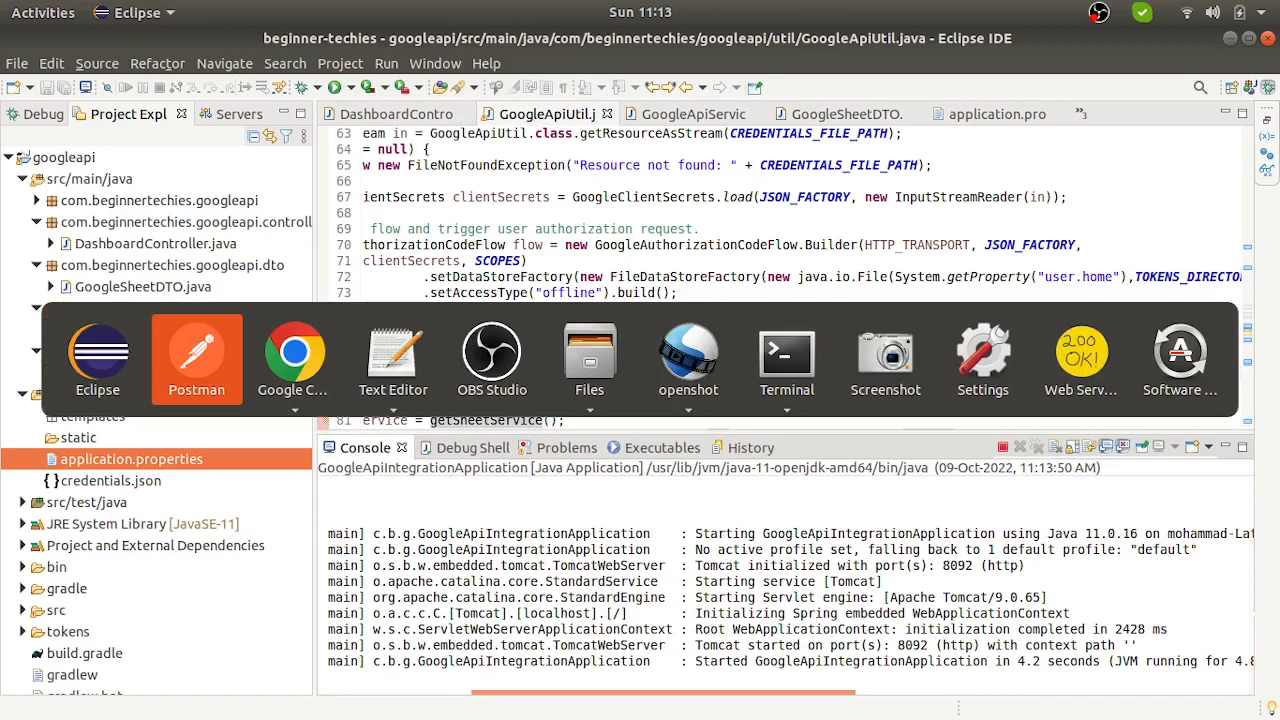 Activities
Eclipse
Sun 11:13
beginner-techies - googleapi/src/main/java/com/beginnertechies/googleapi/util/GoogleApiUtil.java - Eclipse IDE
File Edit Source Refactor Navigate Search Project Run Window Help
Debug
Project Expl
Servers
DashboardContro
GoogleApiUtil.j
GoogleApiServic
GoogleSheetDTO.
application.pro
»3
googleapi
src/main/java
com.beginnertechies.googleapi
com.beginnertechies.googleapi.controll
DashboardController.java
com.beginnertechies.googleapi.dto
GoogleSheetDTO.java
63 eam in = GoogleApiUtil.class.getResourceAsStream(CREDENTIALS_FILE_PATH);
64 = null) {
65 w new FileNotFoundException("Resource not found: " + CREDENTIALS_FILE_PATH);
66
67 ientSecrets clientSecrets = GoogleClientSecrets.load(JSON_FACTORY, new InputStreamReader(in));
68
69 flow and trigger user authorization request.
70 thorizationCodeFlow flow = new GoogleAuthorizationCodeFlow.Builder(HTTP_TRANSPORT, JSON_FACTORY,
71 clientSecrets, SCOPES)
72 .setDataStoreFactory(new FileDataStoreFactory(new java.io.File(System.getProperty("user.home"),TOKENS_DIRECTO
73 .setAccessType("offline").build();
Eclipse
Postman
Google C...
Text Editor
OBS Studio
Files
openshot
Terminal
Screenshot
Settings
200 OK!
Web Serv...
Software ...
81 ervice = getSheetService();
templates
static
application.properties
credentials.json
src/test/java
JRE System Library [JavaSE-11]
Project and External Dependencies
bin
gradle
src
tokens
build.gradle
gradlew
Console
Debug Shell
Problems
Executables
History
GoogleApiIntegrationApplication [Java Application] /usr/lib/jvm/java-11-openjdk-amd64/bin/java (09-Oct-2022, 11:13:50 AM)
main] c.b.g.GoogleApiIntegrationApplication : Starting GoogleApiIntegrationApplication using Java 11.0.16 on mohammad-Lat
main] c.b.g.GoogleApiIntegrationApplication : No active profile set, falling back to 1 default profile: "default"
main] o.s.b.w.embedded.tomcat.TomcatWebServer : Tomcat initialized with port(s): 8092 (http)
main] o.apache.catalina.core.StandardService : Starting service [Tomcat]
main] org.apache.catalina.core.StandardEngine : Starting Servlet engine: [Apache Tomcat/9.0.65]
main] o.a.c.c.C.[Tomcat].[localhost].[/] : Initializing Spring embedded WebApplicationContext
main] w.s.c.ServletWebServerApplicationContext : Root WebApplicationContext: initialization completed in 2428 ms
main] o.s.b.w.embedded.tomcat.TomcatWebServer : Tomcat started on port(s): 8092 (http) with context path ''
main] c.b.g.GoogleApiIntegrationApplication : Started GoogleApiIntegrationApplication in 4.2 seconds (JVM running for 4.8